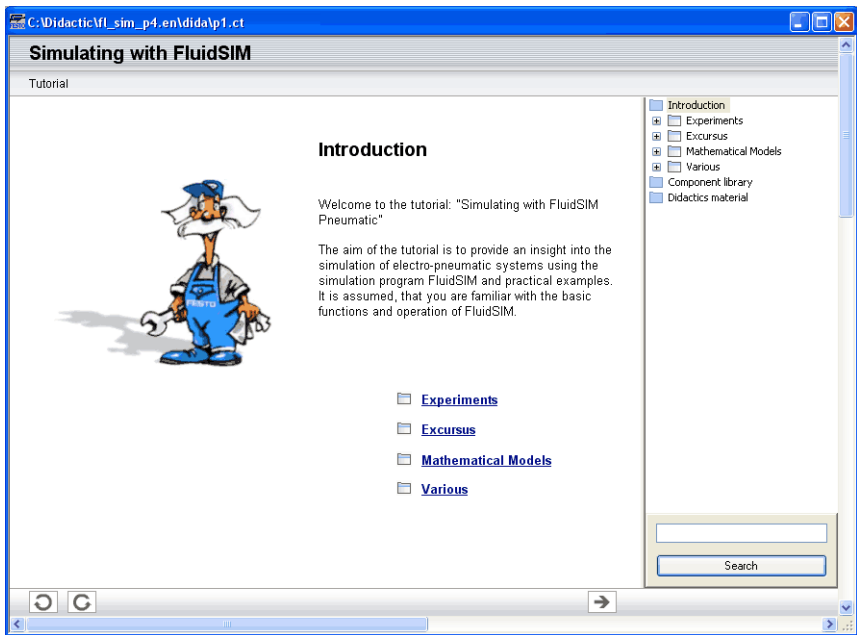 C:\Didactic\fl_sim_p4.en\dida\p1.ct
Simulating with FluidSIM
Tutorial
Introduction
Welcome to the tutorial: "Simulating with FluidSIM
Pneumatic"
The aim of the tutorial is to provide an insight into the
simulation of electro-pneumatic systems using the
simulation program FluidSIM and practical examples.
It is assumed, that you are familiar with the basic
functions and operation of FluidSIM.
FESTO
Experiments
Excursus
Mathematical Models
Various
Introduction
Experiments
Excursus
Mathematical Models
Various
Component library
Didactics material
Search